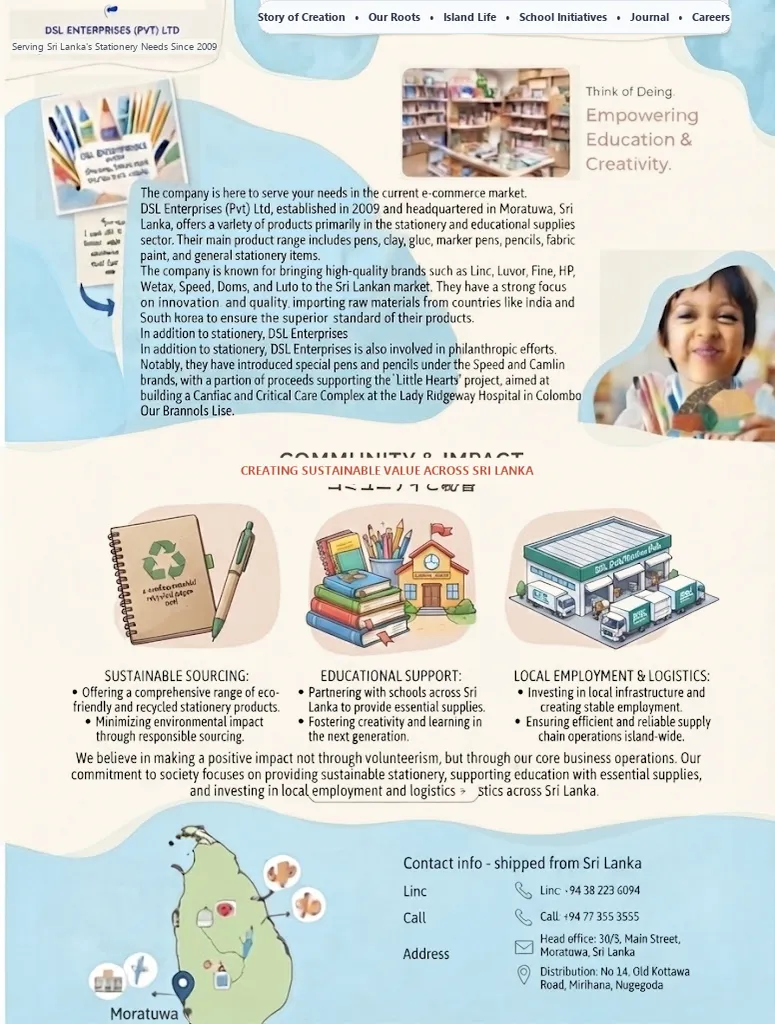 DSL ENTERPRISES (PVT) LTD
Serving Sri Lanka's Stationery Needs Since 2009
Story of Creation • Our Roots • Island Life • School Initiatives • Journal • Careers
Think of Deing.
Empowering
Education &
Creativity.
The company is here to serve your needs in the current e-commerce market.
DSL Enterprises (Pvt) Ltd, established in 2009 and headquartered in Moratuwa, Sri
Lanka, offers a variety of products primarily in the stationery and educational supplies
sector. Their main product range includes pens, clay, gluc, marker pens, pencils, fabric
paint, and general stationery items.
The company is known for bringing high-quality brands such as Linc, Luvor, Fine, HP,
Wetax, Speed, Doms, and Luto to the Sri Lankan market. They have a strong focus
on innovation and quality, importing raw materials from countries like India and
South horea to ensure the superior standard of their products.
In addition to stationery, DSL Enterprises
In addition to stationery, DSL Enterprises is also involved in philanthropic efforts.
Notably, they have introduced special pens and pencils under the Speed and Camlin
brands, with a partion of proceeds supporting the 'Little Hearts' project, aimed at
building a Canfiac and Critical Care Complex at the Lady Ridgeway Hospital in Colombo
Our Brannols Lise.
COMMUNITY & IMPACT
CREATING SUSTAINABLE VALUE ACROSS SRI LANKA
SUSTAINABLE SOURCING:
• Offering a comprehensive range of eco-
friendly and recycled stationery products.
• Minimizing environmental impact
through responsible sourcing.
EDUCATIONAL SUPPORT:
• Partnering with schools across Sri
Lanka to provide essential supplies.
• Fostering creativity and learning in
the next generation.
LOCAL EMPLOYMENT & LOGISTICS:
• Investing in local infrastructure and
creating stable employment.
• Ensuring efficient and reliable supply
chain operations island-wide.
We believe in making a positive impact not through volunteerism, but through our core business operations. Our
commitment to society focuses on providing sustainable stationery, supporting education with essential supplies,
and investing in local employment and logistics » stics across Sri Lanka.
Moratuwa
Contact info - shipped from Sri Lanka
Linc
Linc: +94 38 223 6094
Call
Call: +94 77 355 3555
Address
Head office: 30/3, Main Street,
Moratuwa, Sri Lanka
Distribution: No 14, Old Kottawa
Road, Mirihana, Nugegoda